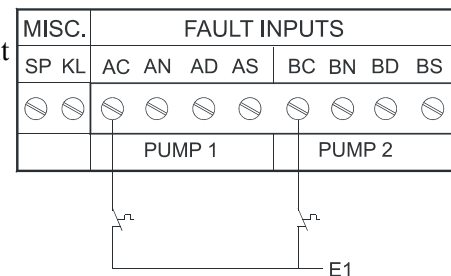 MISC. FAULT INPUTS
SP KL AC AN AD AS BC BN BD BS
PUMP 1 PUMP 2
E1